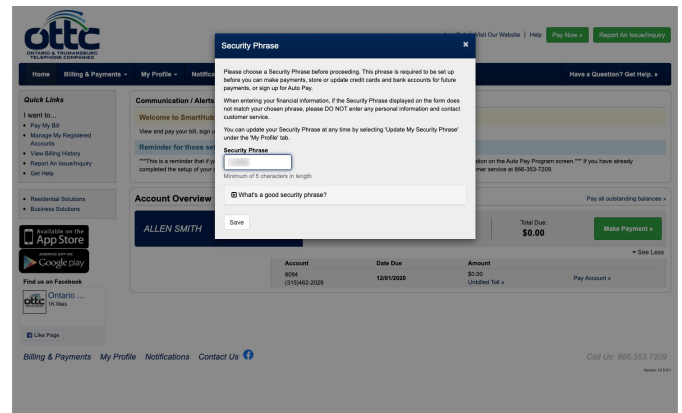 ottc
ONTARIO & TRUMANSBURG
TELEPHONE COMPANIES
Visit Our Website | Help
Pay Now »
Report An Issue/Inquiry
Home
Billing & Payments
My Profile
Notifica
Have a Question? Get Help. »
Security Phrase
Please choose a Security Phrase before proceeding. This phrase is required to be set up
before you can make payments, store or update credit cards and bank accounts for future
payments, or sign up for Auto Pay.
When entering your financial information, if the Security Phrase displayed on the form does
not match your chosen phrase, please DO NOT enter any personal information and contact
customer service.
You can update your Security Phrase at any time by selecting 'Update My Security Phrase'
under the 'My Profile' tab.
Security Phrase
Minimum of 5 characters in length
What's a good security phrase?
Save
Quick Links
I want to...
Pay My Bill
Manage My Registered
Accounts
View Billing History
Report An Issue/Inquiry
Get Help
Residential Solutions
Business Solutions
Available on the
App Store
ANDROID APP ON
Google play
Find us on Facebook
ottc
Ontario ...
1K likes
Like Page
Communication / Alerts
Welcome to SmartHub
View and pay your bill, sign u
Reminder for those set
***This is a reminder that if yo
completed the setup of your
tion on the Auto Pay Program screen.*** If you have already
mer service at 866-353-7209.
Account Overview
Pay all outstanding balances »
ALLEN SMITH
Total Due:
$0.00
Make Payment »
See Less
Account Date Due Amount
8094
(315)462-2029
12/01/2020
$0.00
Unbilled Toll »
Pay Account »
Billing & Payments My Profile Notifications Contact Us
Call Us: 866.353.7209